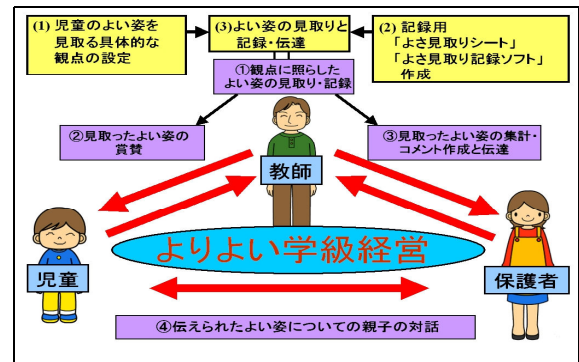 (1) 児童のよい姿を
見取る具体的な
観点の設定
(3)よい姿の見取りと
記録・伝達
(2) 記録用
「よさ見取りシート」
「よさ見取り記録ソフト」
作成
①観点に照らした
よい姿の見取り・記録
②見取ったよい姿の
賞賛
③見取ったよい姿の集計・
コメント作成と伝達
教師
よりよい学級経営
児童
保護者
④伝えられたよい姿についての親子の対話